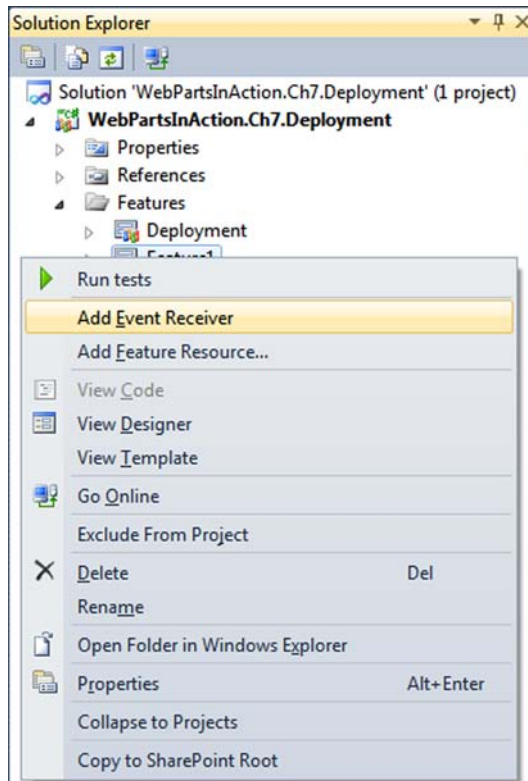 Solution Explorer
Solution 'WebPartsInAction.Ch7.Deployment' (1 project)
WebPartsInAction.Ch7.Deployment
Properties
References
Features
Deployment
Feature1
Run tests
Add Event Receiver
Add Feature Resource...
View Code
View Designer
View Template
Go Online
Exclude From Project
Delete Del
Rename
Open Folder in Windows Explorer
Properties Alt+Enter
Collapse to Projects
Copy to SharePoint Root